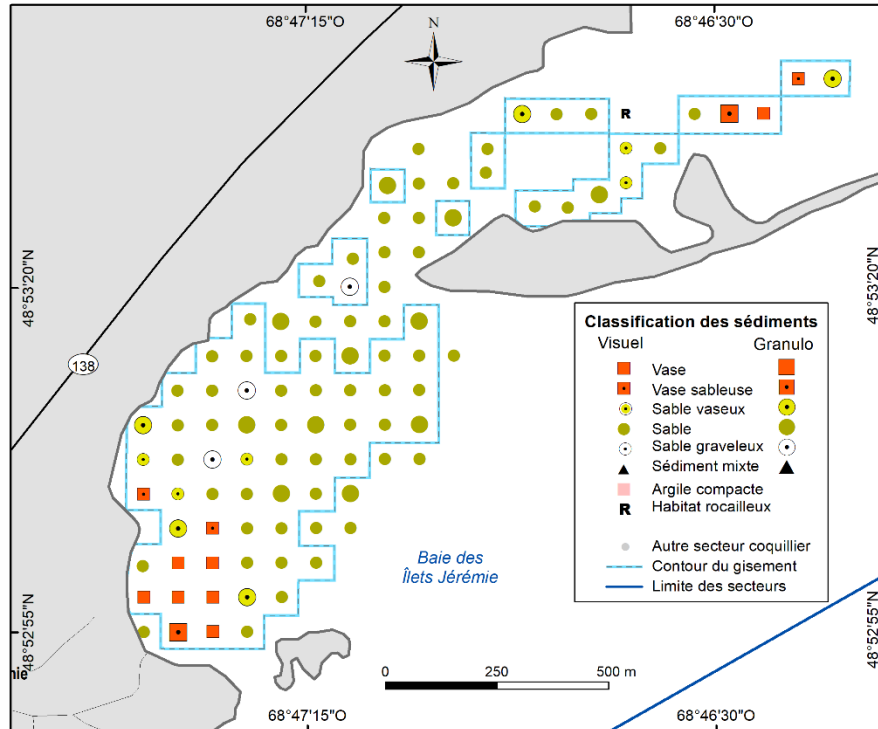 68°47'15"O
68°46'30"O
N
R
48°53'20"N
48°53'20"N
138
Classification des sédiments
Visuel
Granulo
Vase
Vase sableuse
Sable vaseux
Sable
Sable graveleux
Sédiment mixte
Argile compacte
R Habitat rocailleux
Autre secteur coquillier
Contour du gisement
Limite des secteurs
Baie des
Îlets Jérémie
48°52'55"N
48°52'55"N
nie
0
250
500 m
68°47'15"O
68°46'30"O